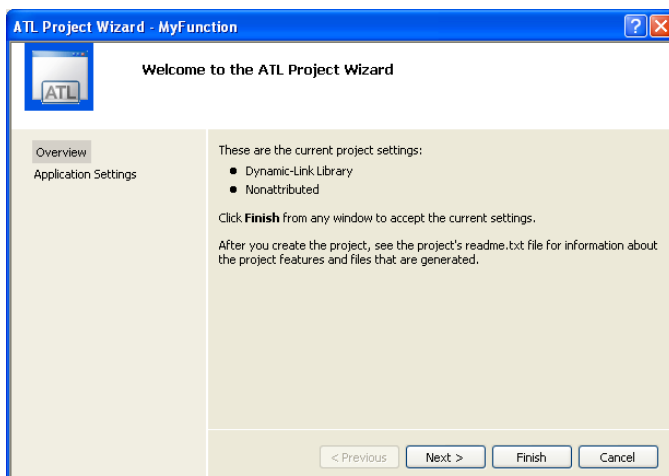 ATL Project Wizard - MyFunction
?
Welcome to the ATL Project Wizard
ATL
Overview
Application Settings
These are the current project settings:
● Dynamic-Link Library
● Nonattributed
Click Finish from any window to accept the current settings.
After you create the project, see the project's readme.txt file for information about
the project features and files that are generated.
< Previous
Next >
Finish
Cancel